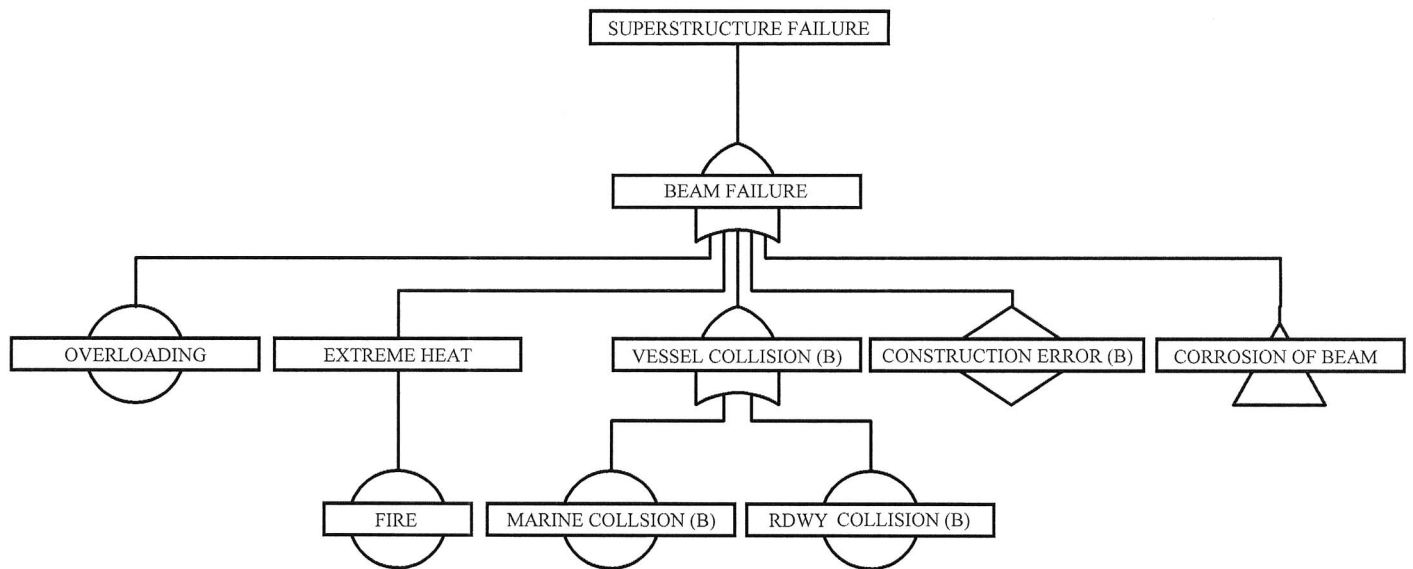 SUPERSTRUCTURE FAILURE
BEAM FAILURE
OVERLOADING
EXTREME HEAT
VESSEL COLLISION (B)
CONSTRUCTION ERROR (B)
CORROSION OF BEAM
FIRE
MARINE COLLSION (B)
RDWY COLLISION (B)